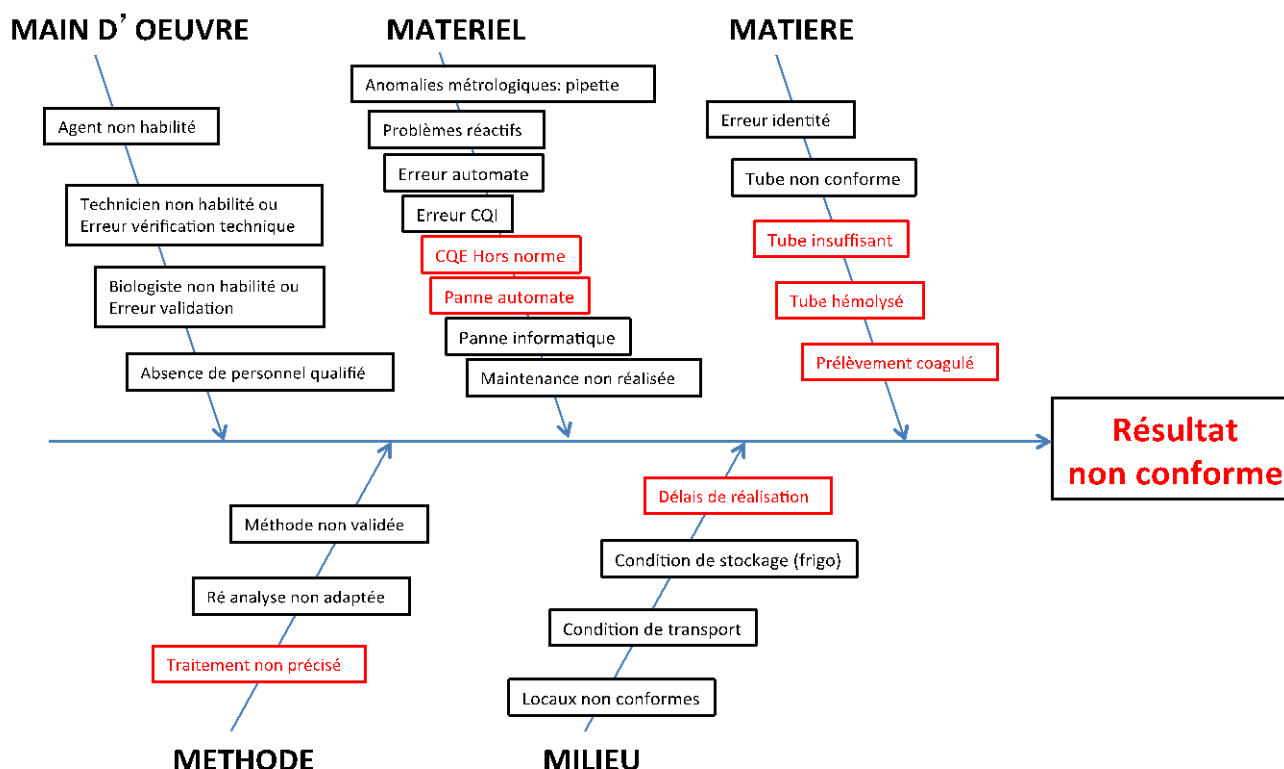 MAIN D' OEUVRE
MATERIEL
MATIERE
Agent non habilité
Technicien non habilité ou
Erreur vérification technique
Biologiste non habilité ou
Erreur validation
Absence de personnel qualifié
Anomalies métrologiques: pipette
Problèmes réactifs
Erreur automate
Erreur CQI
CQE Hors norme
Panne automate
Panne informatique
Maintenance non réalisée
Erreur identité
Tube non conforme
Tube insuffisant
Tube hémolysé
Prélèvement coagulé
Résultat
non conforme
Méthode non validée
Ré analyse non adaptée
Traitement non précisé
METHODE
Délais de réalisation
Condition de stockage (frigo)
Condition de transport
Locaux non conformes
MILIEU